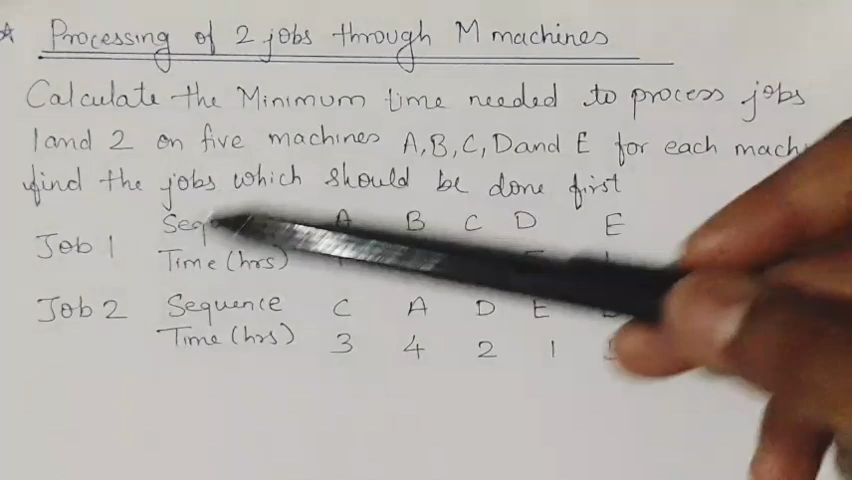 Processing of 2 jobs through M machines
Calculate the Minimum time needed to process jobs
1 and 2 on five machines A, B, C, D and E for each
find the jobs which should be done first
Job 1 A B C D E
Time (hrs)
Job 2 Sequence C A D E
Time (hrs) 3 4 2 1